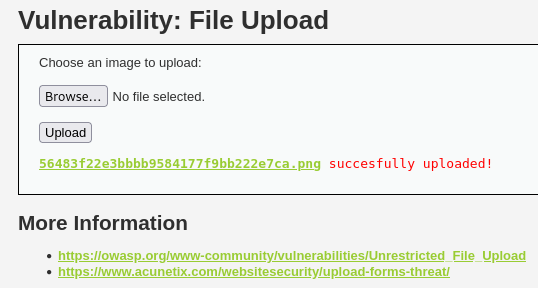 Vulnerability: File Upload
Choose an image to upload:
Browse... No file selected.
Upload
56483f22e3bbbb9584177f9bb222e7ca.png succesfully uploaded!
More Information
• https://owasp.org/www-community/vulnerabilities/Unrestricted_File_Upload
• https://www.acunetix.com/websitesecurity/upload-forms-threat/